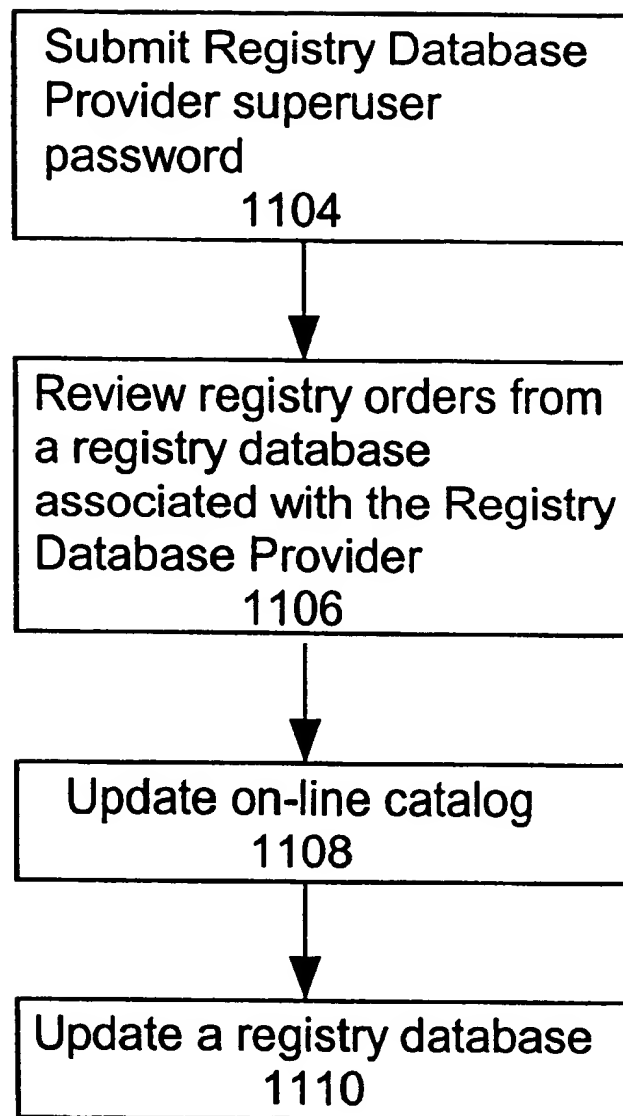 Submit Registry Database
Provider superuser
password
1104
Review registry orders from
a registry database
associated with the Registry
Database Provider
1106
Update on-line catalog
1108
Update a registry database
1110